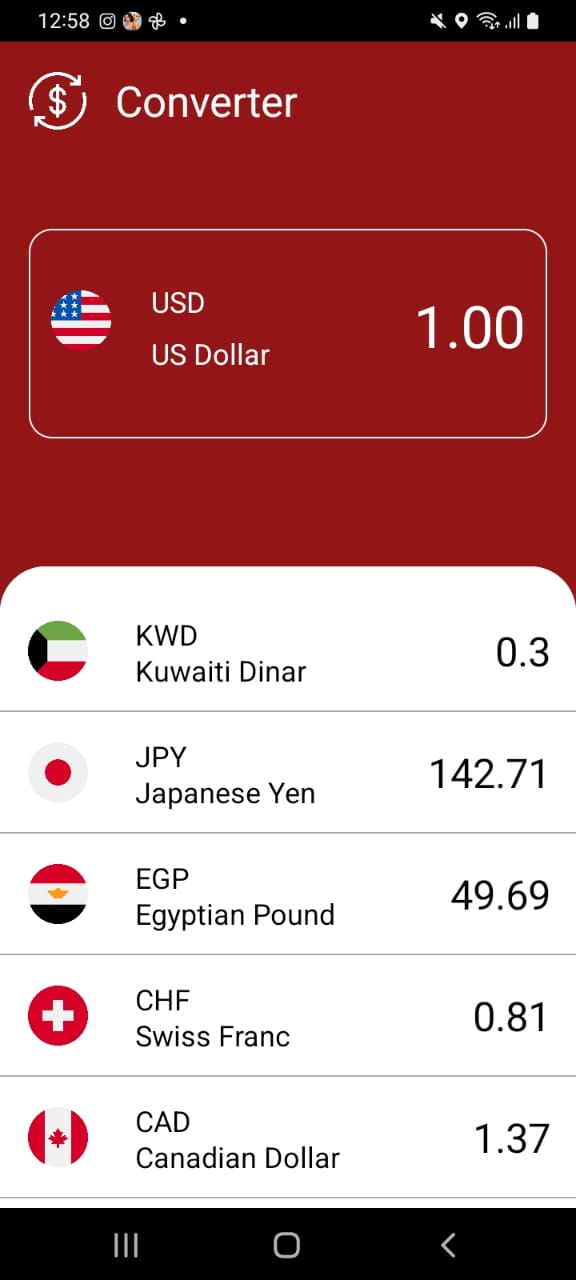 12:58
$ Converter
USD
US Dollar
1.00
KWD
Kuwaiti Dinar
0.3
JPY
Japanese Yen
142.71
EGP
Egyptian Pound
49.69
CHF
Swiss Franc
0.81
CAD
Canadian Dollar
1.37